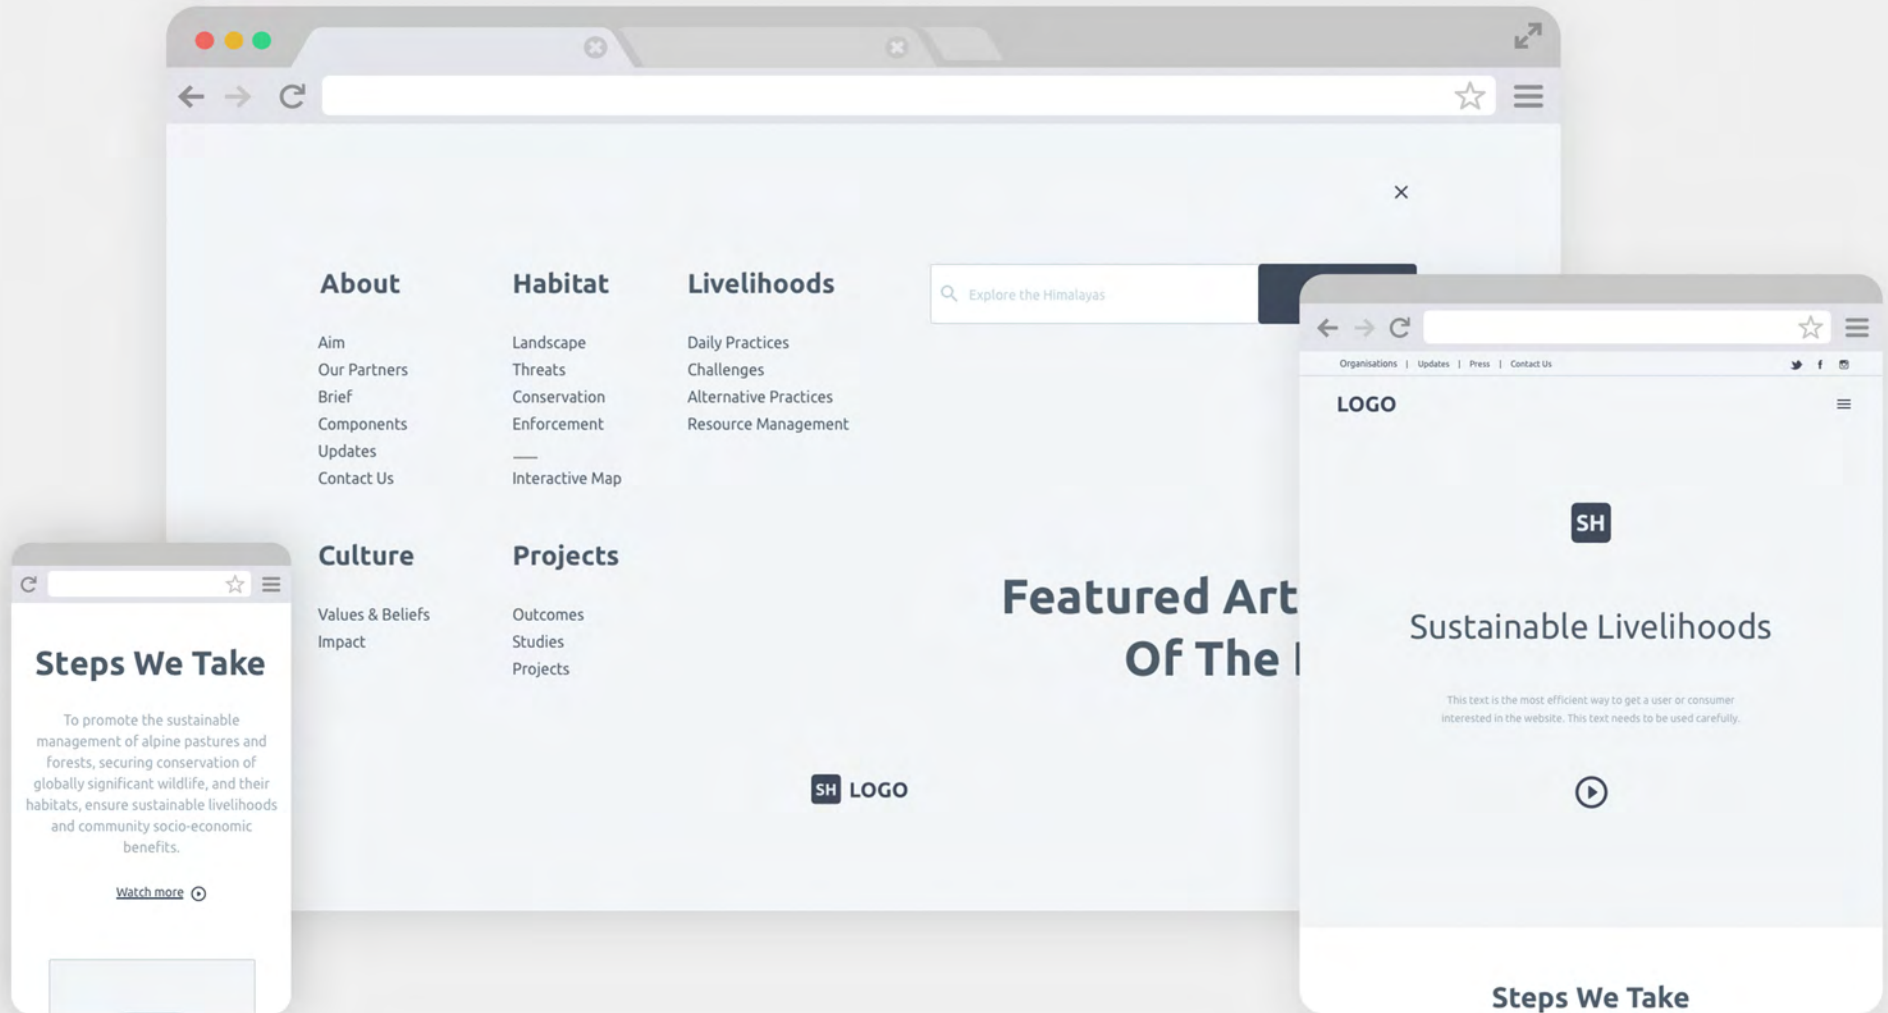 About
Aim
Our Partners
Brief
Components
Updates
Contact Us
Habitat
Landscape
Threats
Conservation
Enforcement
Interactive Map
Livelihoods
Daily Practices
Challenges
Alternative Practices
Resource Management
Explore the Himalayas
Culture
Values & Beliefs
Impact
Projects
Outcomes
Studies
Projects
Featured Art
Of The
SH LOGO
Steps We Take
To promote the sustainable
management of alpine pastures and
forests, securing conservation of
globally significant wildlife, and their
habitats, ensure sustainable livelihoods
and community socio-economic
benefits.
Watch more
Organisations | Updates | Press | Contact Us
LOGO
SH
Sustainable Livelihoods
This text is the most efficient way to get a user or consumer
interested in the website. This text needs to be used carefully.
Steps We Take